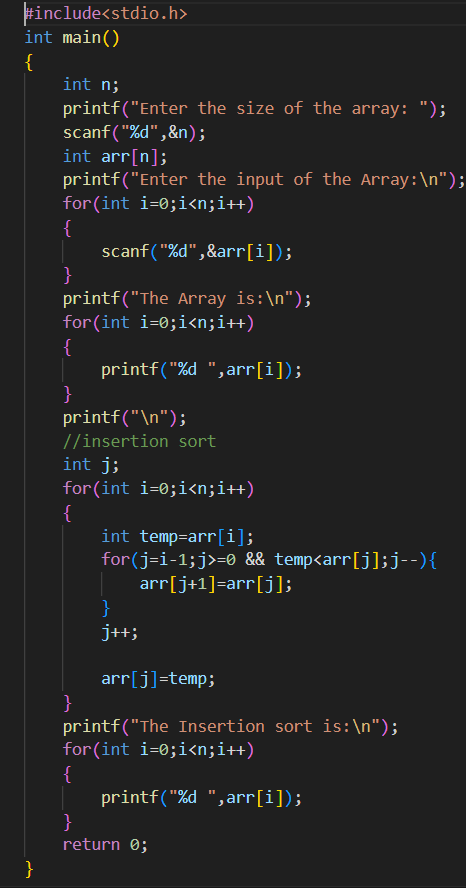 #include<stdio.h>
int main()
{
    int n;
    printf("Enter the size of the array: ");
    scanf("%d",&n);
    int arr[n];
    printf("Enter the input of the Array:\n");
    for(int i=0;i<n;i++)
    {
        scanf("%d",&arr[i]);
    }
    printf("The Array is:\n");
    for(int i=0;i<n;i++)
    {
        printf("%d ",arr[i]);
    }
    printf("\n");
    //insertion sort
    int j;
    for(int i=0;i<n;i++)
    {
        int temp=arr[i];
        for(j=i-1;j>=0 && temp<arr[j];j--){
            arr[j+1]=arr[j];
        }
        j++;

        arr[j]=temp;
    }
    printf("The Insertion sort is:\n");
    for(int i=0;i<n;i++)
    {
        printf("%d ",arr[i]);
    }
    return 0;
}